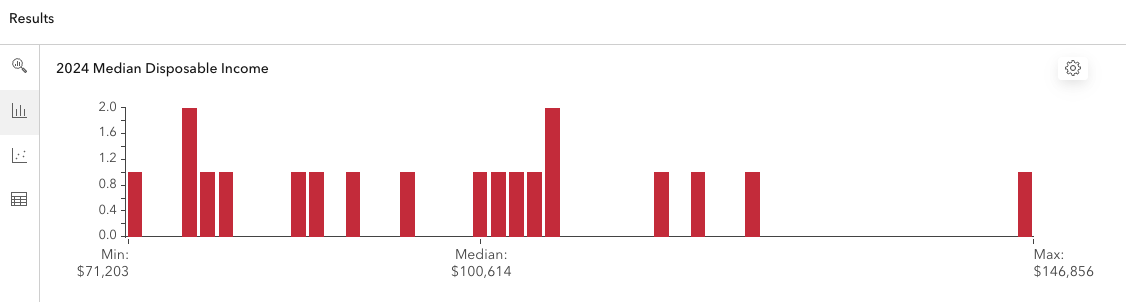 Results
2024 Median Disposable Income
2.0
1.6
1.2
0.8
0.4
0.0
Min:
$71,203
Median:
$100,614
Max:
$146,856